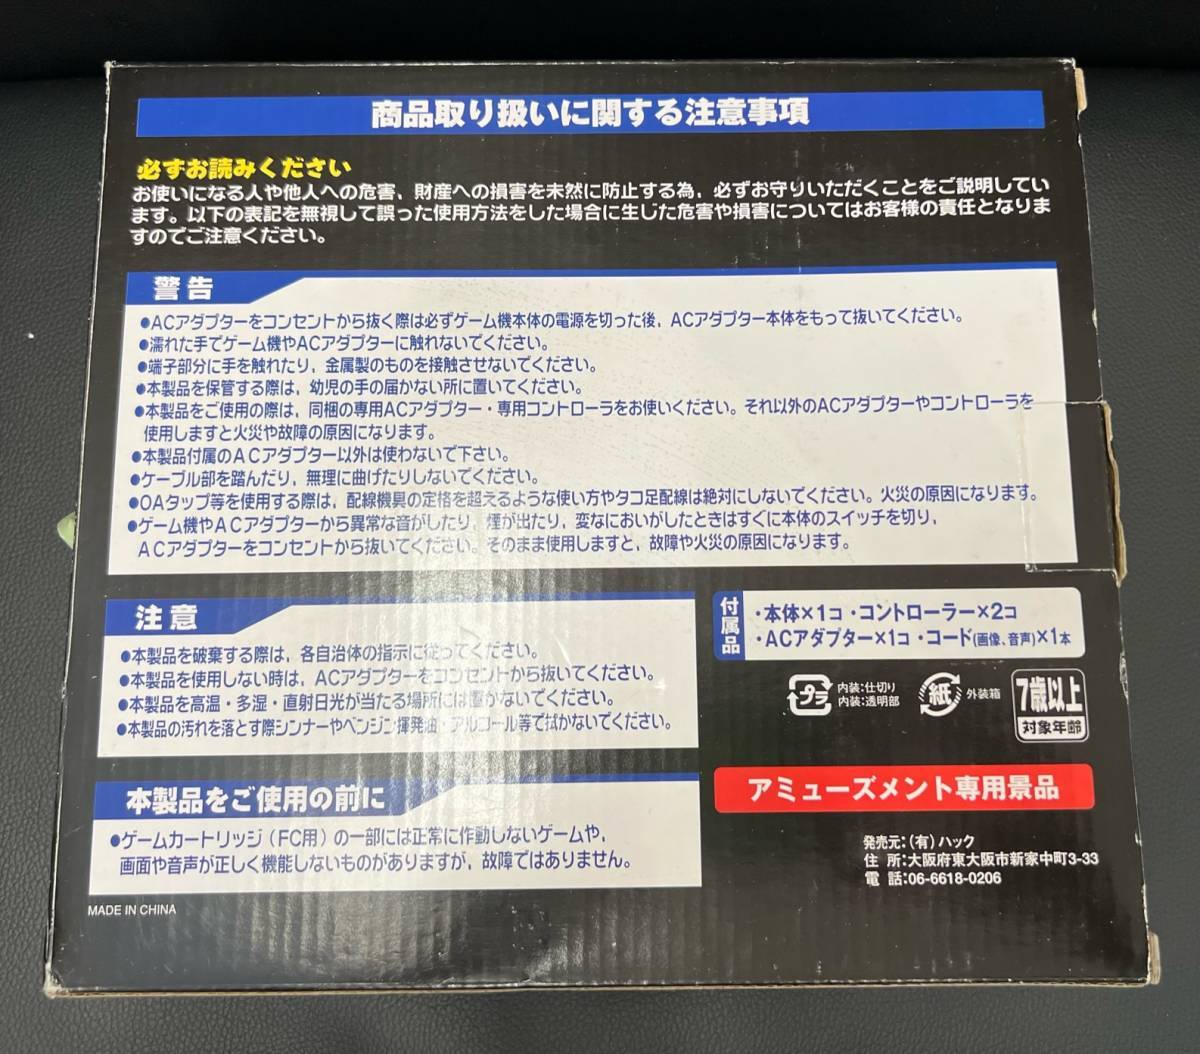 商品取り扱いに関する注意事項
必ずお読みください
お使いになる人や他人への危害、財産への損害を未然に防止する為、必ずお守りいただくことをご説明してい
ます。以下の表記を無視して誤った使用方法をした場合に生じた危害や損害についてはお客様の責任となりま
すのでご注意ください。
警告
●ACアダプターをコンセントから抜く際は必ずゲーム機本体の電源を切った後、ACアダプター本体をもって抜いてください。
●濡れた手でゲーム機やACアダプターに触れないでください。
●端子部分に手を触れたり、金属製のものを接触させないでください。
●本製品を保管する際は、幼児の手の届かない所に置いてください。
●本製品をご使用の際は、同梱の専用ACアダプター・専用コントローラをお使いください。それ以外のACアダプターやコントローラを
使用しますと火災や故障の原因になります。
●本製品付属のACアダプター以外は使わないで下さい。
●ケーブル部を踏んだり、無理に曲げたりしないでください。
●OAタップ等を使用する際は、配線機具の定格を超えるような使い方やタコ足配線は絶対にしないでください。火災の原因になります。
●ゲーム機やACアダプターから異常な音がしたり、煙が出たり、変なにおいがしたときはすぐに本体のスイッチを切り、
ACアダプターをコンセントから抜いてください。そのまま使用しますと、故障や火災の原因になります。
注意
●本製品を破棄する際は、各自治体の指示に従ってください。
●本製品を使用しない時は、ACアダプターをコンセントから抜いてください。
●本製品を高温・多湿・直射日光が当たる場所には置かないでください。
●本製品の汚れを落とす際シンナーやベンジン揮発油・アルコール等で拭かないでください。
本製品をご使用の前に
●ゲームカートリッジ(FC用)の一部には正常に作動しないゲームや、
画面や音声が正しく機能しないものがありますが、故障ではありません。
MADE IN CHINA
付属品
・本体×1コ・コントローラー×2コ
・ACアダプター×1コ・コード(画像、音声)×1本
プラ
内装:仕切り
内装:透明部
紙
外装箱
7歳以上
対象年齢
アミューズメント専用景品
発売元:(有)ハック
住 所:大阪府東大阪市新家中町3-33
電 話:06-6618-0206